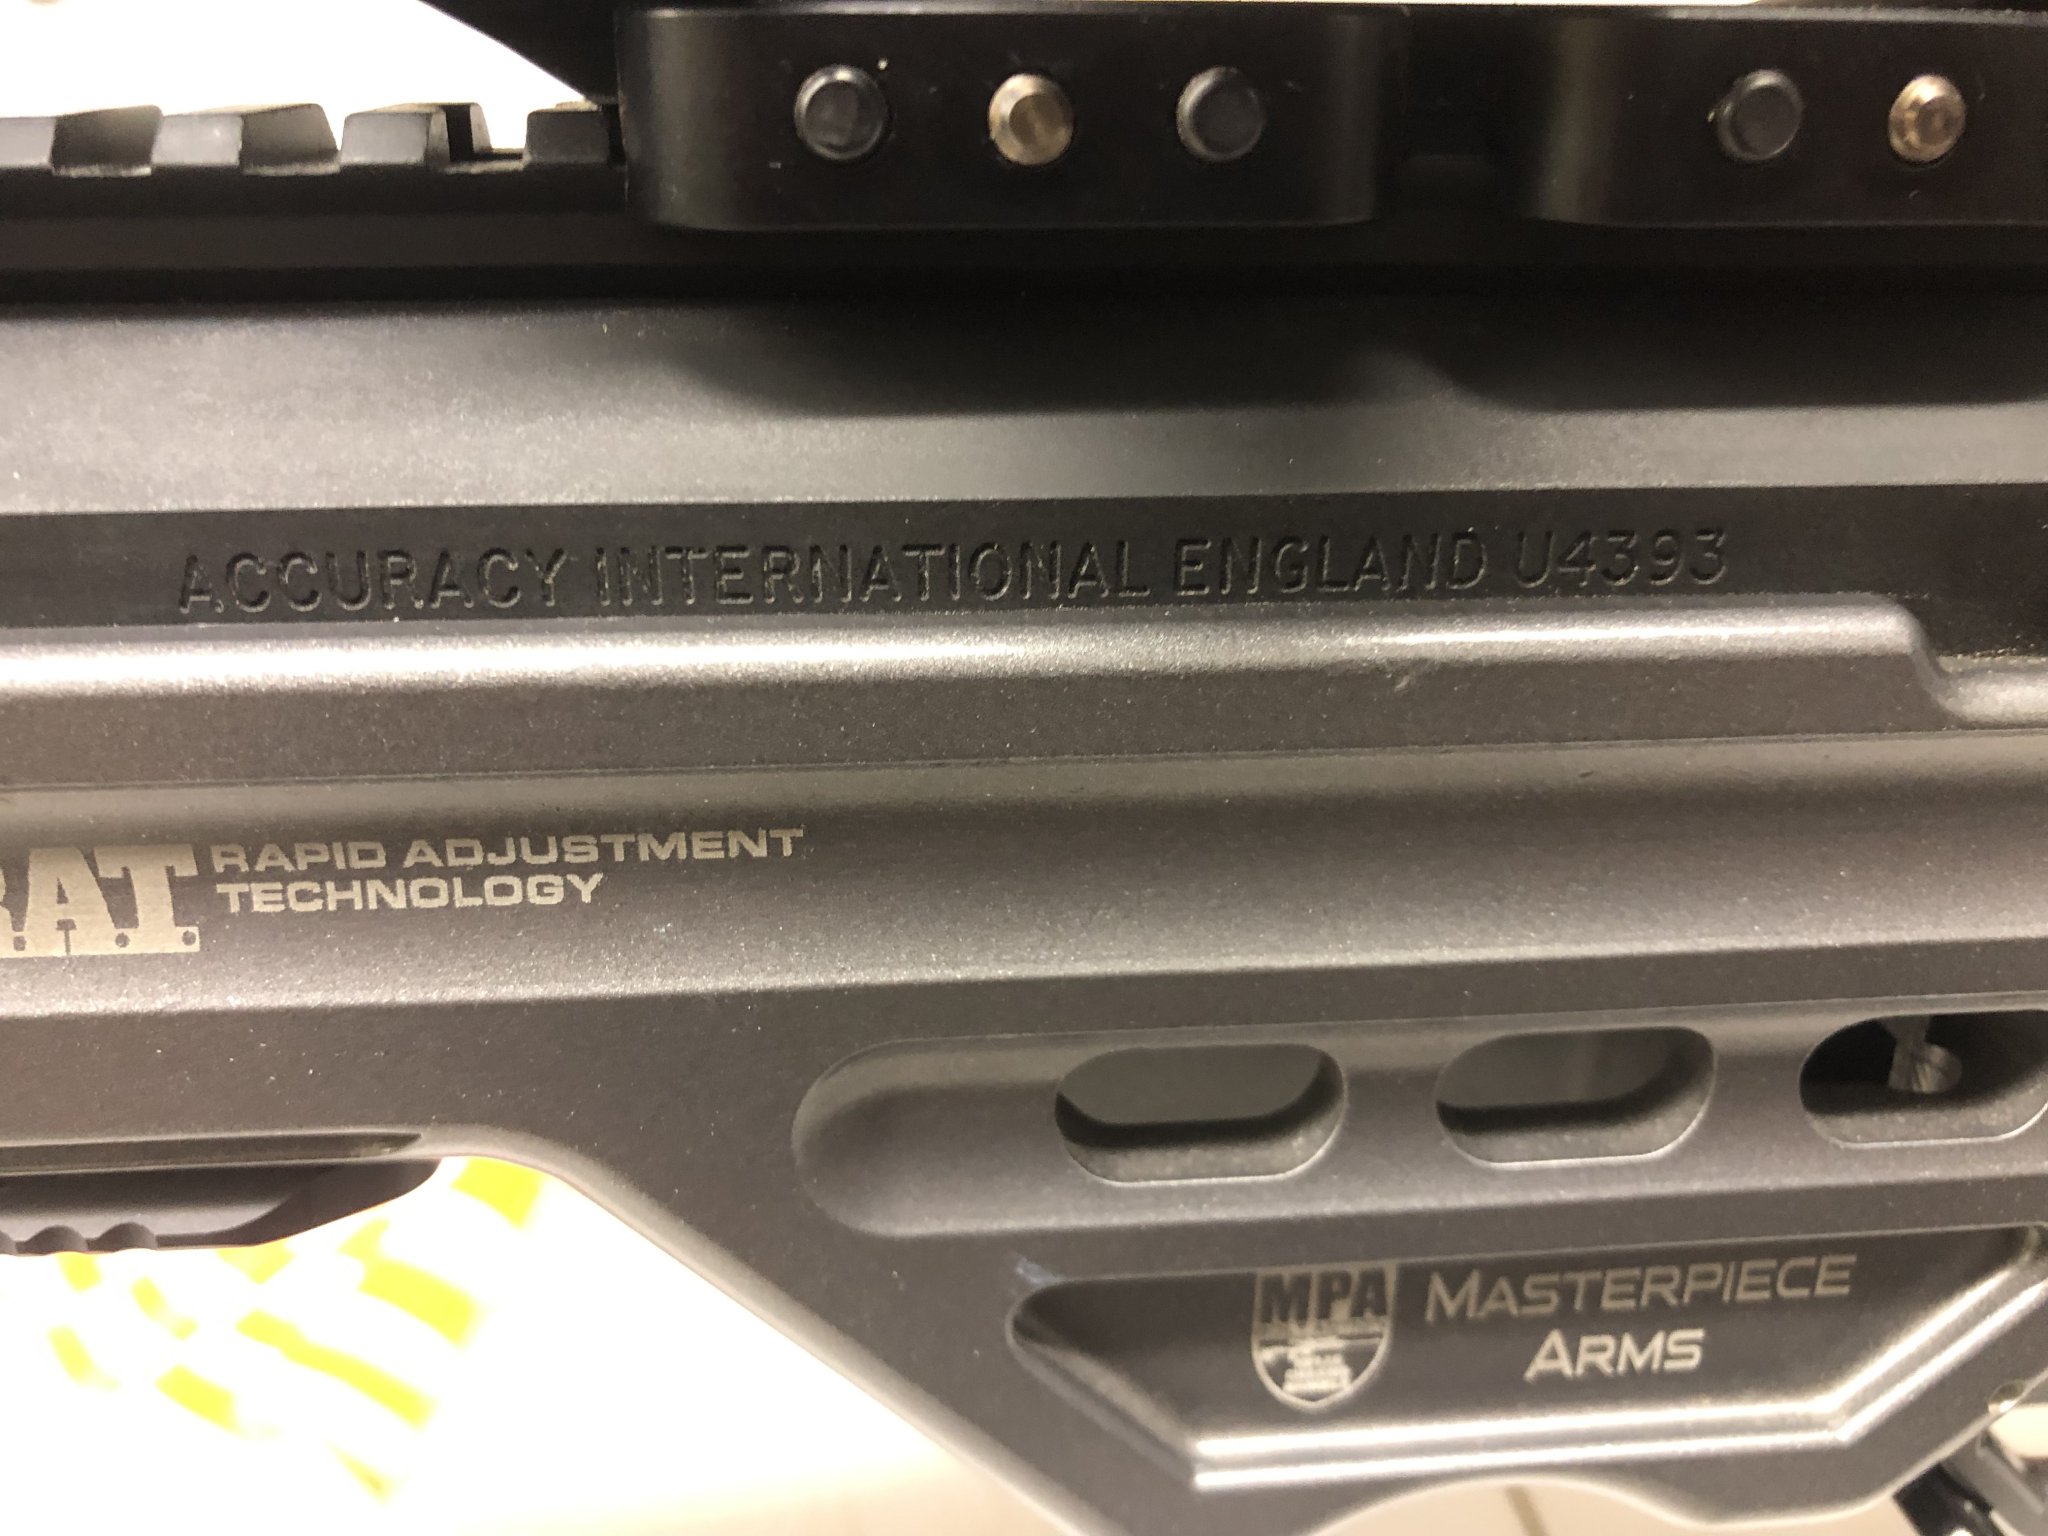 ACCURACY INTERNATIONAL ENGLAND U4393
R.A.T. RAPID ADJUSTMENT
TECHNOLOGY
MPA MASTERPIECE
ARMS